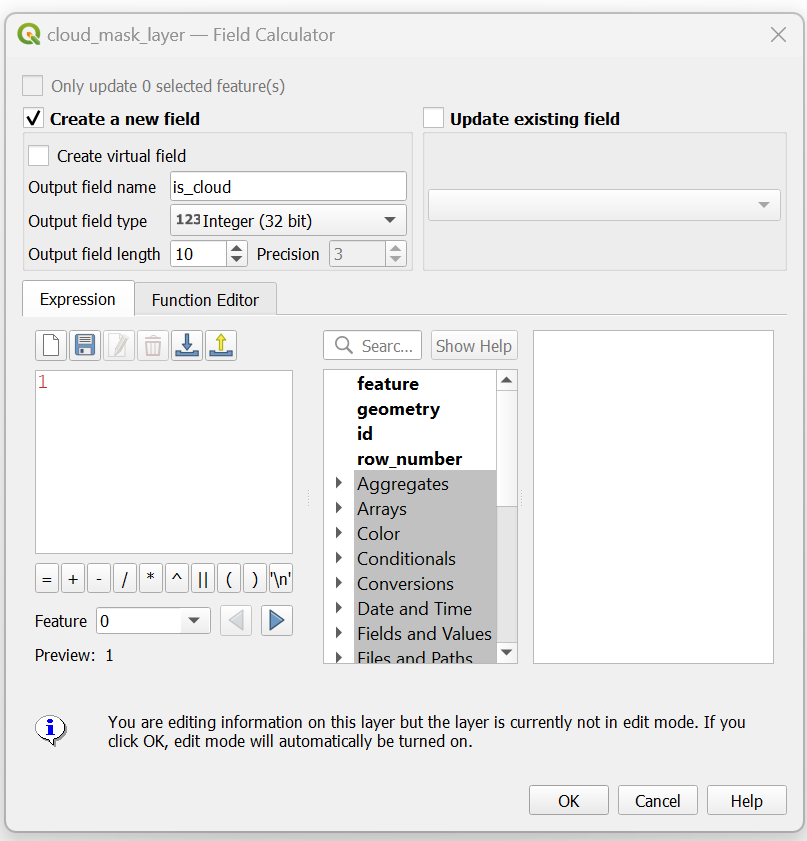 cloud_mask_layer — Field Calculator
Only update 0 selected feature(s)
Create a new field
Update existing field
Create virtual field
Output field name is_cloud
Output field type 123 Integer (32 bit)
Output field length 10 Precision 3
Expression Function Editor
Searc... Show Help
1
feature
geometry
id
row_number
Aggregates
Arrays
Color
Conditionals
Conversions
Date and Time
Fields and Values
Files and Paths
= + - / * ^ || ( ) '\n'
Feature 0
Preview: 1
You are editing information on this layer but the layer is currently not in edit mode. If you
click OK, edit mode will automatically be turned on.
OK Cancel Help